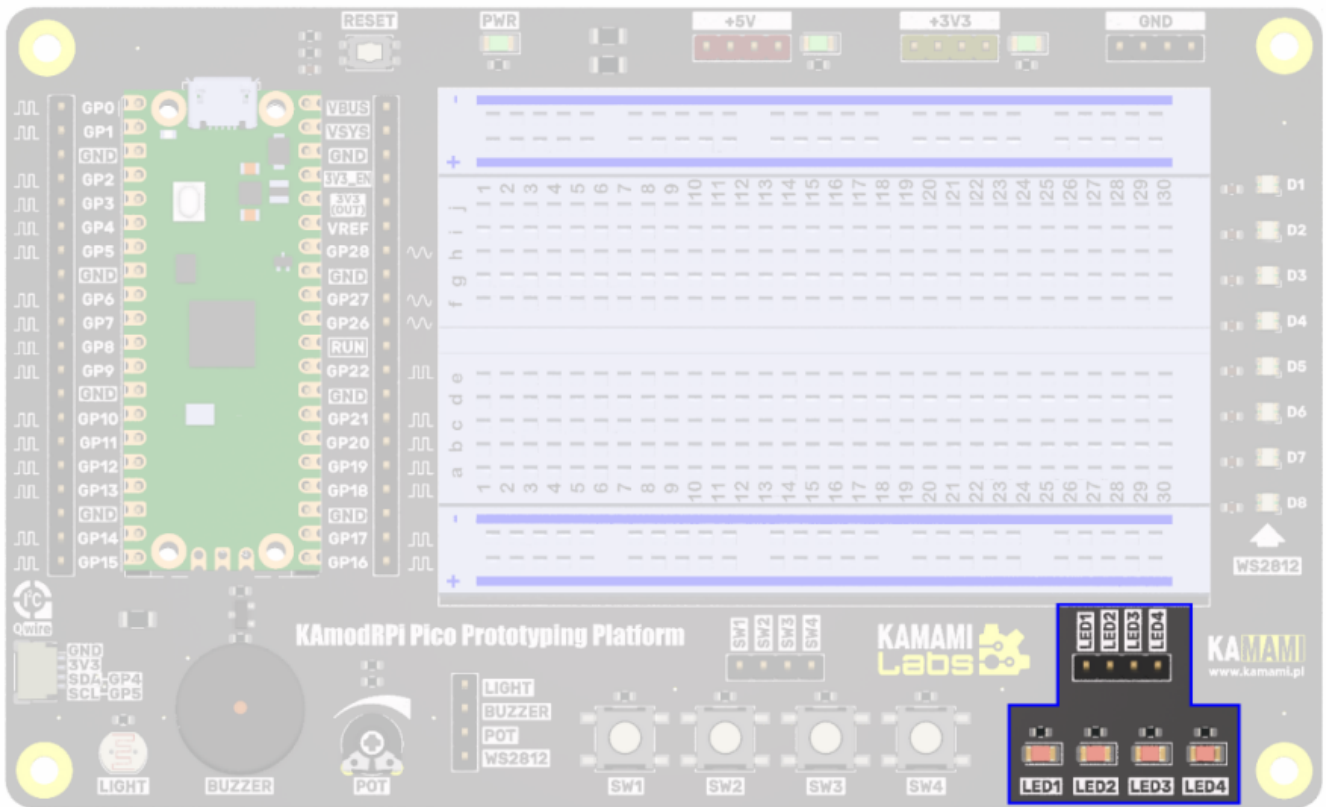 RESET
PWR
+5V
+3V3
GND
GP0
GP1
GND
GP2
GP3
GP4
GP5
GND
GP6
GP7
GP8
GP9
GND
GP10
GP11
GP12
GP13
GND
GP14
GP15
VBUS
VSYS
GND
3V3_EN
3V3
(OUT)
VREF
GP28
GND
GP27
GP26
RUN
GP22
GND
GP21
GP20
GP19
GP18
GND
GP17
GP16
-
+
1 2 3 4 5 6 7 8 9 10 11 12 13 14 15 16 17 18 19 20 21 22 23 24 25 26 27 28 29 30
j
i
h
g
f
e
d
c
b
a
1 2 3 4 5 6 7 8 9 10 11 12 13 14 15 16 17 18 19 20 21 22 23 24 25 26 27 28 29 30
-
+
D1
D2
D3
D4
D5
D6
D7
D8
WS2812
I²C
Qwire
GND
3V3
SDA-GP4
SCL-GP5
LIGHT
BUZZER
POT
KAmodRPi Pico Prototyping Platform
LIGHT
BUZZER
POT
WS2812
SW1 SW2 SW3 SW4
SW1 SW2 SW3 SW4
KAMAMI
Labs
LED1 LED2 LED3 LED4
LED1 LED2 LED3 LED4
KAMAMI
www.kamami.pl